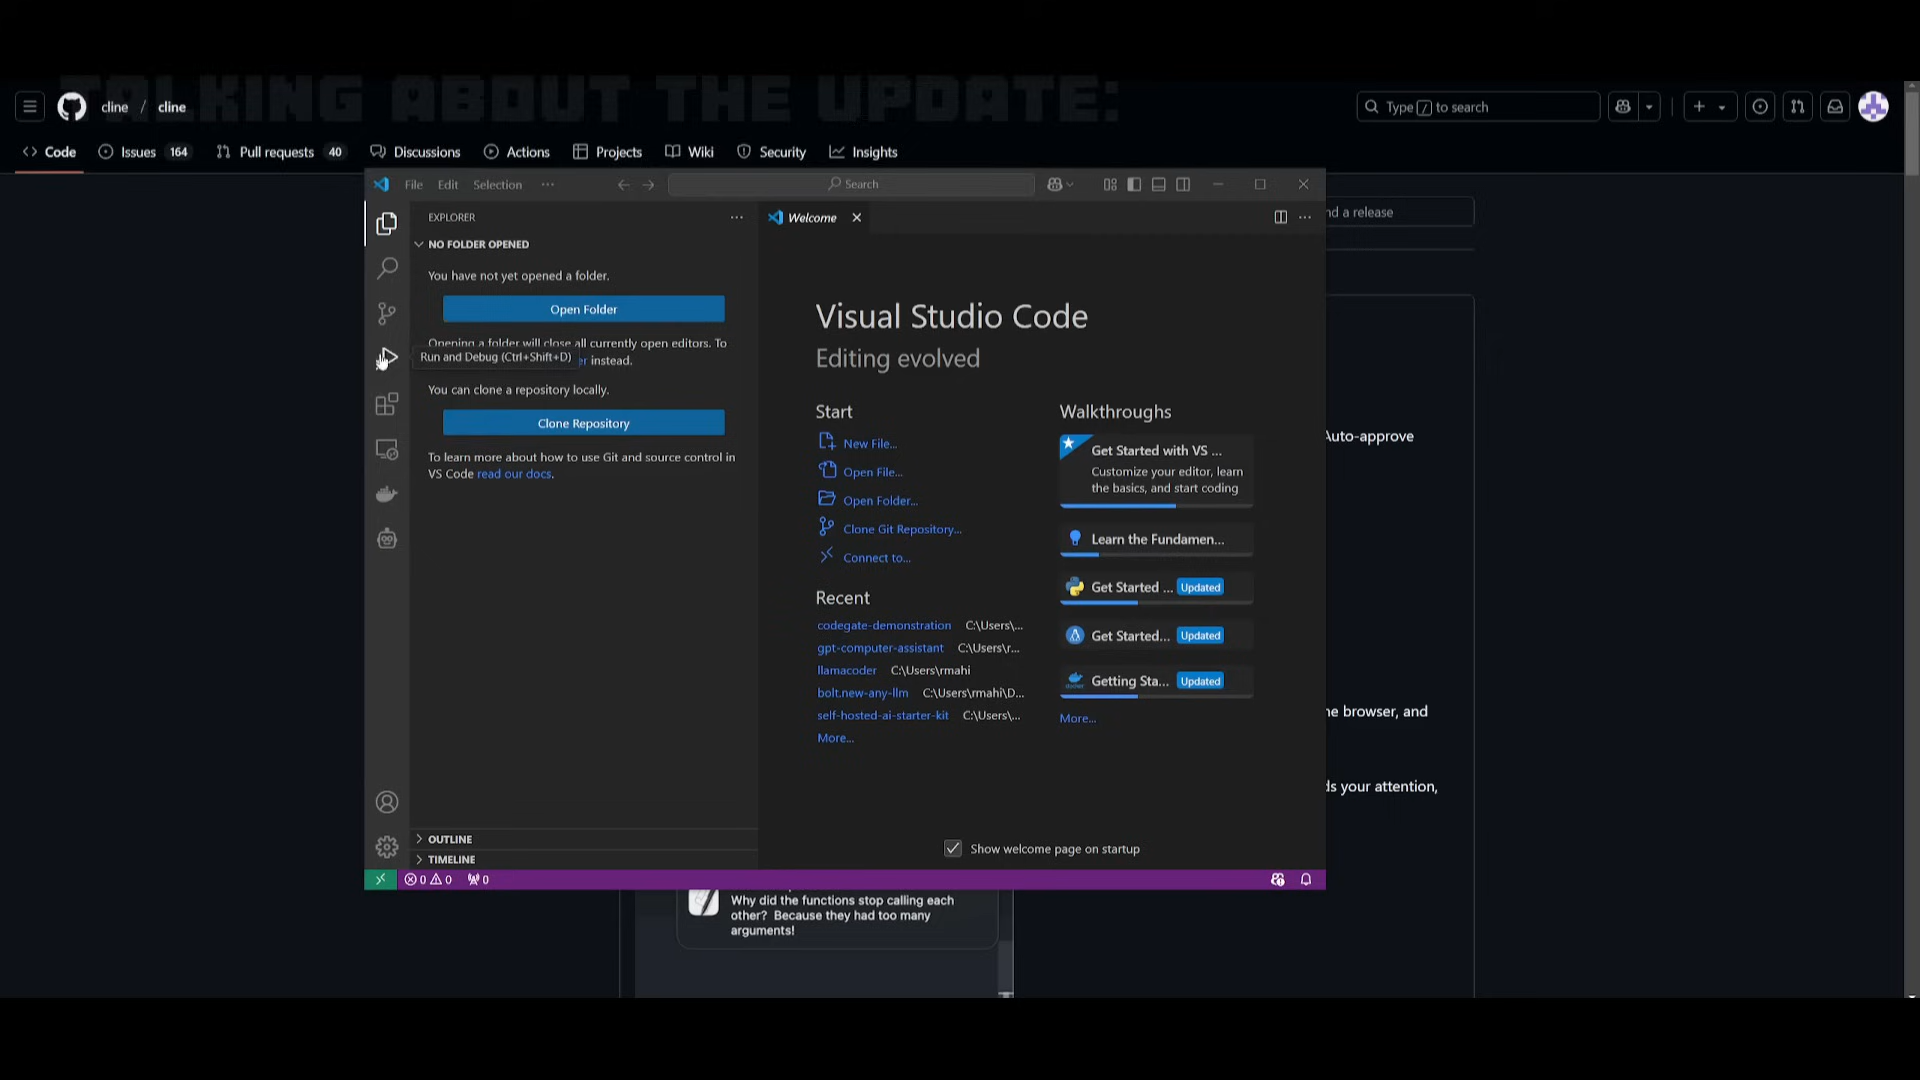 TALKING ABOUT THE UPDATE:
cline / cline
Type / to search
Code
Issues 164
Pull requests 40
Discussions
Actions
Projects
Wiki
Security
Insights
File Edit Selection ···
Search
EXPLORER
Welcome
nd a release
NO FOLDER OPENED
You have not yet opened a folder.
Open Folder
Opening a folder will close all currently open editors. To
Run and Debug (Ctrl+Shift+D)
er instead.
You can clone a repository locally.
Clone Repository
To learn more about how to use Git and source control in
VS Code read our docs.
OUTLINE
TIMELINE
Visual Studio Code
Editing evolved
Start
New File...
Open File...
Open Folder...
Clone Git Repository...
Connect to...
Recent
codegate-demonstration C:\Users\...
gpt-computer-assistant C:\Users\r...
llamacoder C:\Users\rmahi
bolt.new-any-llm C:\Users\rmahi\D...
self-hosted-ai-starter-kit C:\Users\...
More...
Walkthroughs
Get Started with VS ...
Customize your editor, learn
the basics, and start coding
Learn the Fundamen...
Get Started ... Updated
Get Started... Updated
Getting Sta... Updated
More...
Show welcome page on startup
0 0 0
Auto-approve
he browser, and
ds your attention,
Why did the functions stop calling each
other? Because they had too many
arguments!